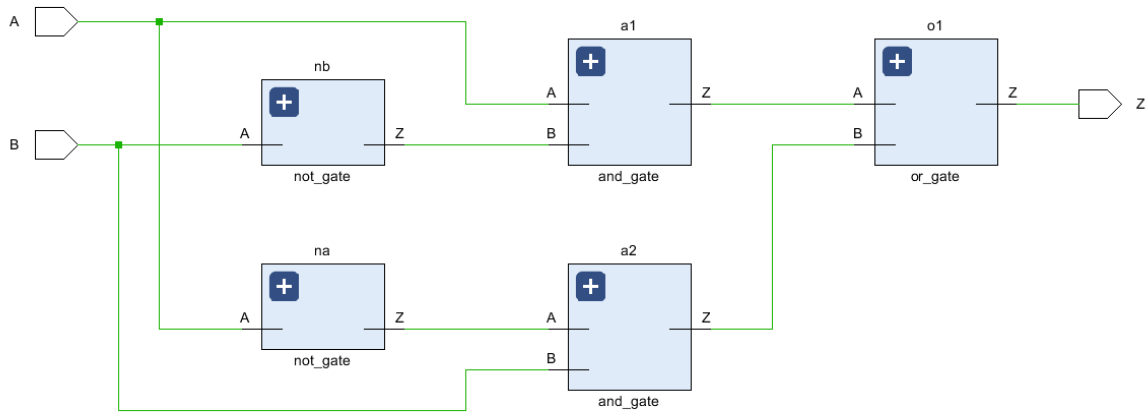 A
a1
o1
nb
A
Z
A
Z
Z
B
A
Z
B
B
not_gate
and_gate
or_gate
na
a2
A
Z
A
Z
not_gate
B
and_gate